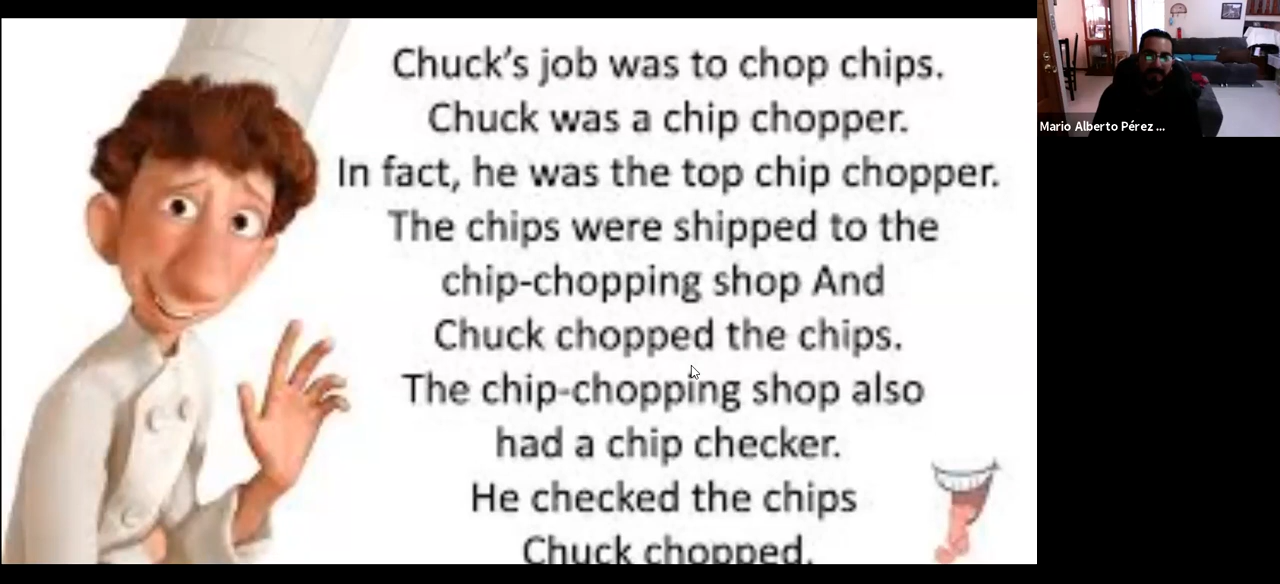 Chuck's job was to chop chips.
Chuck was a chip chopper.
In fact, he was the top chip chopper.
The chips were shipped to the
chip-chopping shop And
Chuck chopped the chips.
The chip-chopping shop also
had a chip checker.
He checked the chips
Chuck chopped.
Mario Alberto Pérez ...